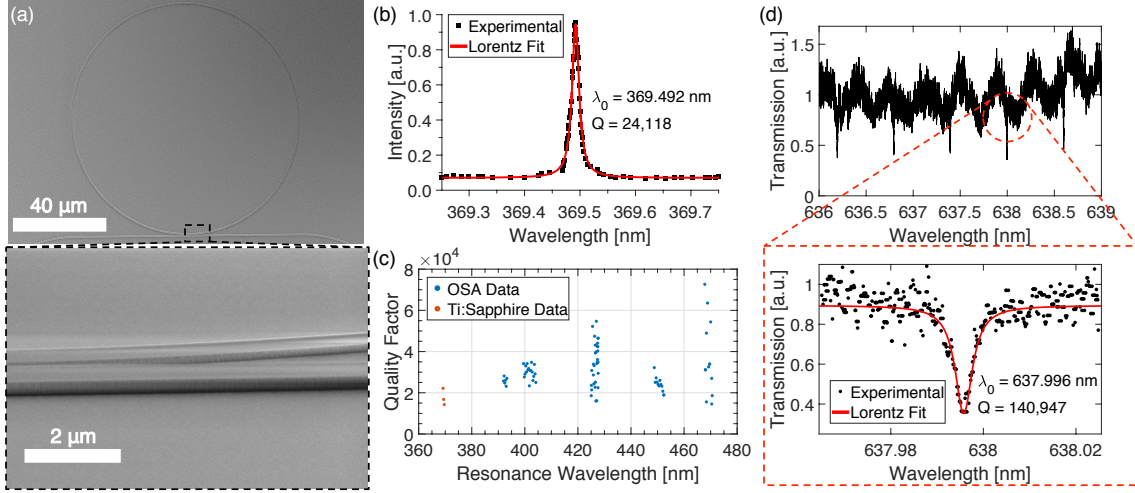 (a)
40 µm
2 µm
(b)
Intensity [a.u.]
1.0
0.8
0.6
0.4
0.2
0.0
Experimental
Lorentz Fit
λ0 = 369.492 nm
Q = 24,118
369.3 369.4 369.5 369.6 369.7
Wavelength [nm]
(c)
×10^4
Quality Factor
8
6
4
2
0
OSA Data
Ti:Sapphire Data
360 380 400 420 440 460 480
Resonance Wavelength [nm]
(d)
Transmission [a.u.]
1.5
1
0.5
0
636 636.5 637 637.5 638 638.5 639
Wavelength [nm]
Transmission [a.u.]
1
0.8
0.6
0.4
Experimental
Lorentz Fit
λ0 = 637.996 nm
Q = 140,947
637.98 638 638.02
Wavelength [nm]